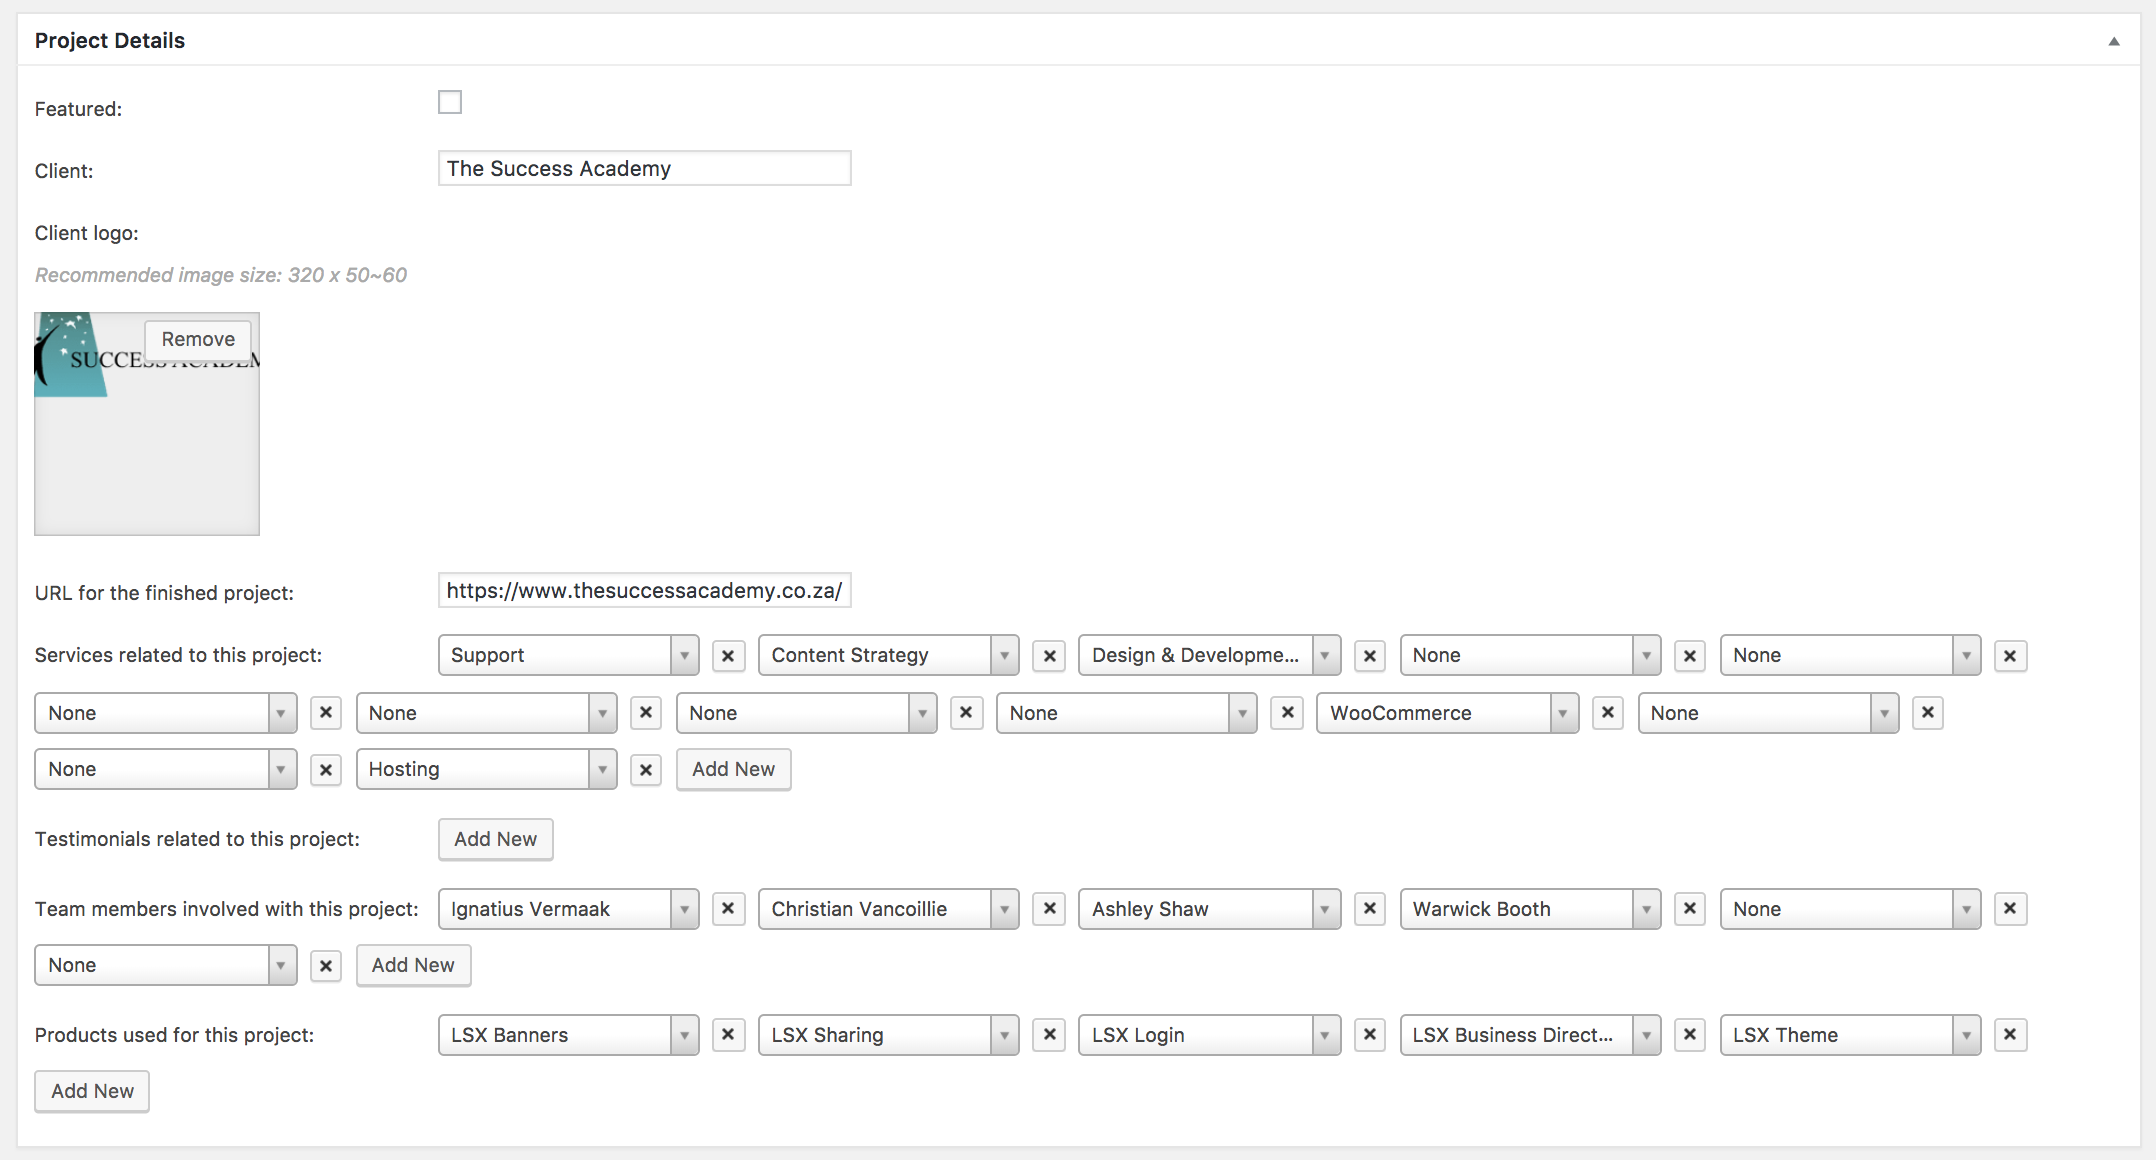 Project Details
Featured:
Client: The Success Academy
Client logo:
Recommended image size: 320 x 50~60
Remove
SUCCESS ACADEM
URL for the finished project: https://www.thesuccessacademy.co.za/
Services related to this project: Support Content Strategy Design & Developme... None None
None None None None WooCommerce None
None Hosting Add New
Testimonials related to this project: Add New
Team members involved with this project: Ignatius Vermaak Christian Vancoillie Ashley Shaw Warwick Booth None
None Add New
Products used for this project: LSX Banners LSX Sharing LSX Login LSX Business Direct... LSX Theme
Add New